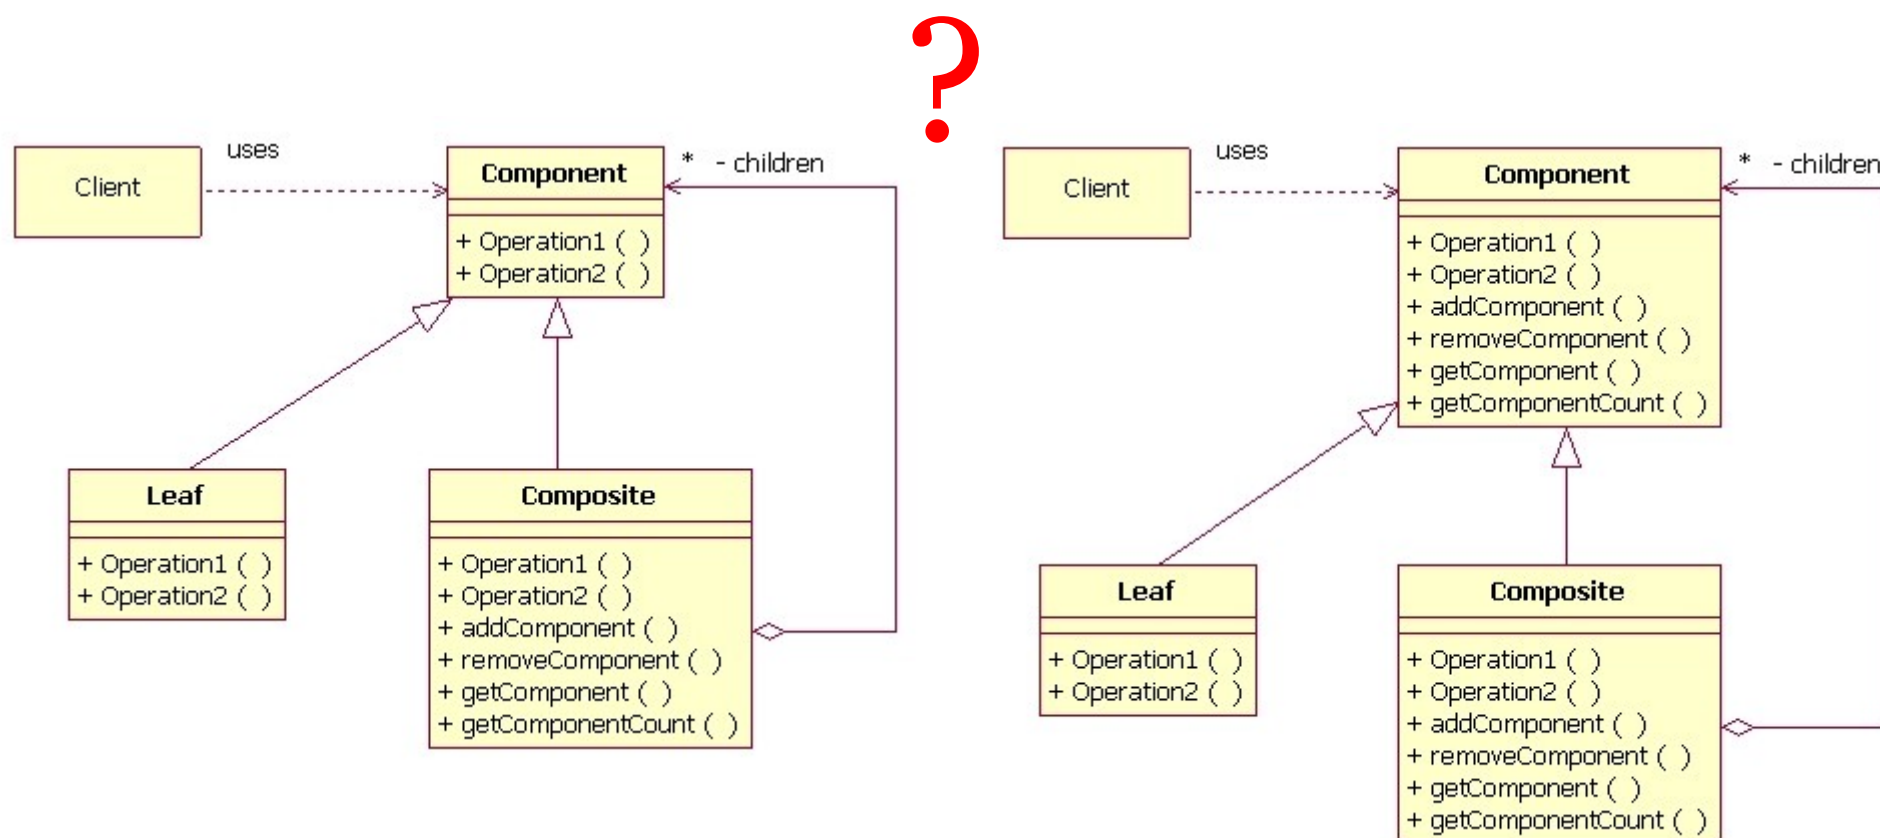 ?
Client
uses
Component
* - children
+ Operation1 ( )
+ Operation2 ( )
Leaf
+ Operation1 ( )
+ Operation2 ( )
Composite
+ Operation1 ( )
+ Operation2 ( )
+ addComponent ( )
+ removeComponent ( )
+ getComponent ( )
+ getComponentCount ( )
Client
uses
Component
* - children
+ Operation1 ( )
+ Operation2 ( )
+ addComponent ( )
+ removeComponent ( )
+ getComponent ( )
+ getComponentCount ( )
Leaf
+ Operation1 ( )
+ Operation2 ( )
Composite
+ Operation1 ( )
+ Operation2 ( )
+ addComponent ( )
+ removeComponent ( )
+ getComponent ( )
+ getComponentCount ( )